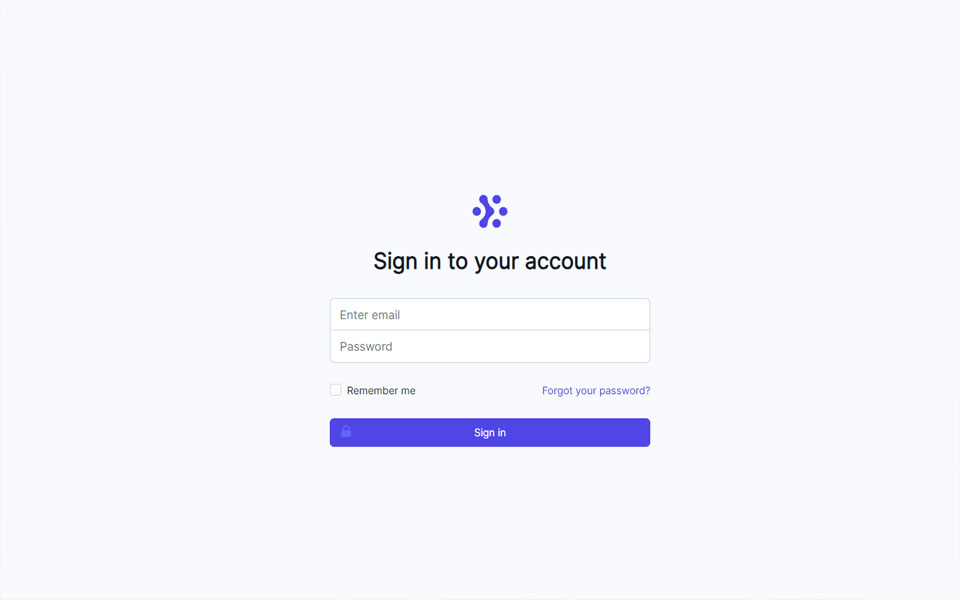 Sign in to your account
Enter email
Password
Remember me
Forgot your password?
Sign in